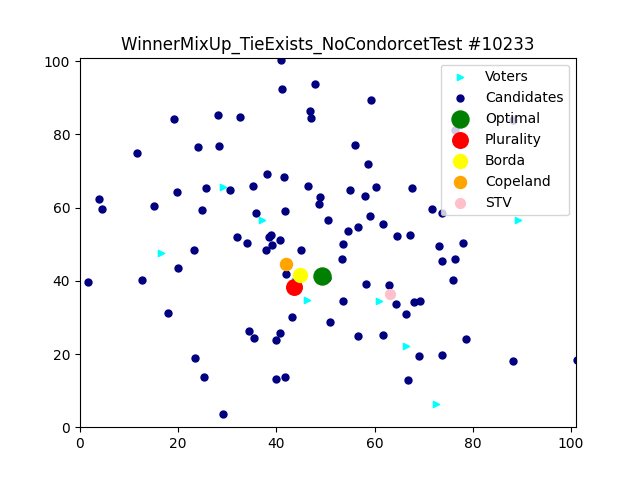 WinnerMixUp_TieExists_NoCondorcetTest #10233
100
80
60
40
20
0
0
20
40
60
80
100
Voters
Candidates
Optimal
Plurality
Borda
Copeland
STV